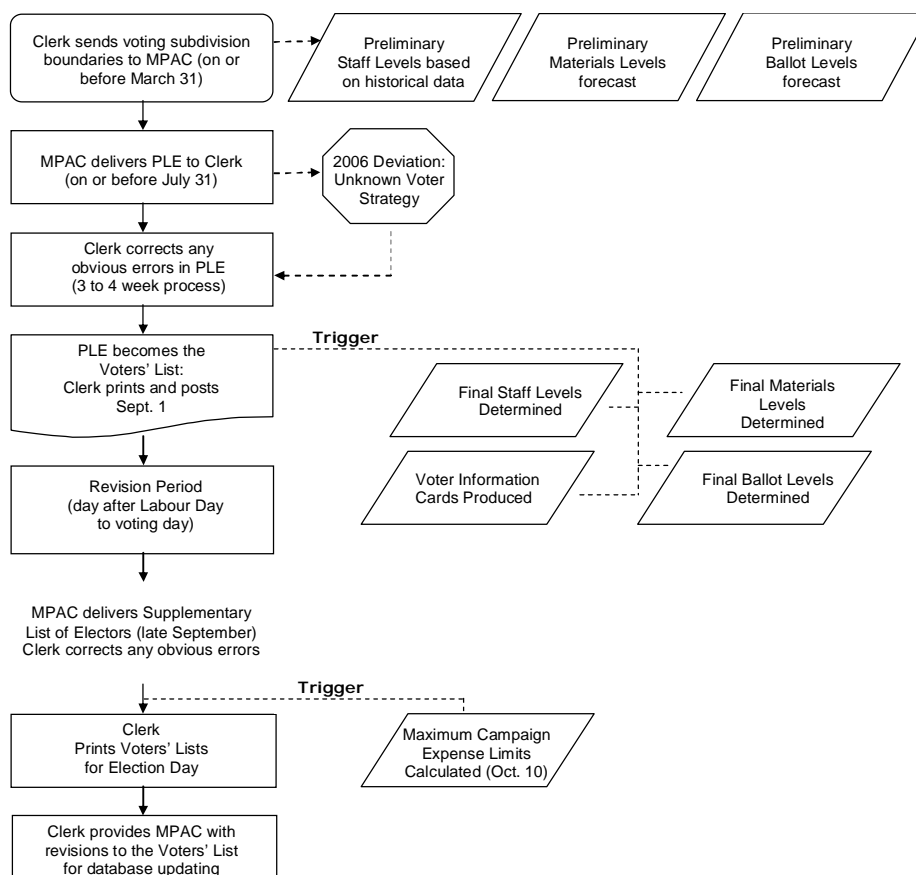 Clerk sends voting subdivision
boundaries to MPAC (on or
before March 31)
Preliminary
Staff Levels based
on historical data
Preliminary
Materials Levels
forecast
Preliminary
Ballot Levels
forecast
MPAC delivers PLE to Clerk
(on or before July 31)
2006 Deviation:
Unknown Voter
Strategy
Clerk corrects any
obvious errors in PLE
(3 to 4 week process)
PLE becomes the
Voters' List:
Clerk prints and posts
Sept. 1
Trigger
Final Staff Levels
Determined
Final Materials
Levels
Determined
Voter Information
Cards Produced
Final Ballot Levels
Determined
Revision Period
(day after Labour Day
to voting day)
MPAC delivers Supplementary
List of Electors (late September)
Clerk corrects any obvious errors
Trigger
Clerk
Prints Voters' Lists
for Election Day
Maximum Campaign
Expense Limits
Calculated (Oct. 10)
Clerk provides MPAC with
revisions to the Voters' List
for database updating